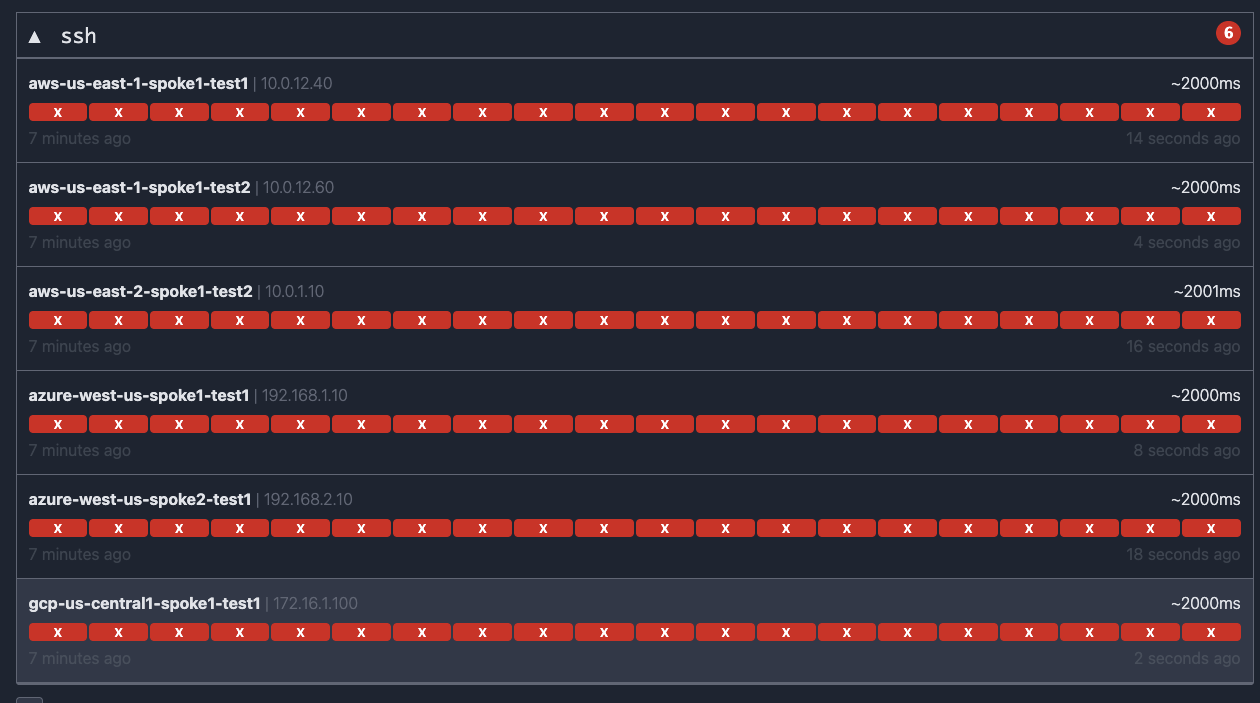 ▲ ssh 6
aws-us-east-1-spoke1-test1 | 10.0.12.40 ~2000ms
x x x x x x x x x x x x x x x x x x x x
7 minutes ago 14 seconds ago
aws-us-east-1-spoke1-test2 | 10.0.12.60 ~2000ms
x x x x x x x x x x x x x x x x x x x x
7 minutes ago 4 seconds ago
aws-us-east-2-spoke1-test2 | 10.0.1.10 ~2001ms
x x x x x x x x x x x x x x x x x x x x
7 minutes ago 16 seconds ago
azure-west-us-spoke1-test1 | 192.168.1.10 ~2000ms
x x x x x x x x x x x x x x x x x x x x
7 minutes ago 8 seconds ago
azure-west-us-spoke2-test1 | 192.168.2.10 ~2000ms
x x x x x x x x x x x x x x x x x x x x
7 minutes ago 18 seconds ago
gcp-us-central1-spoke1-test1 | 172.16.1.100 ~2000ms
x x x x x x x x x x x x x x x x x x x x
7 minutes ago 2 seconds ago